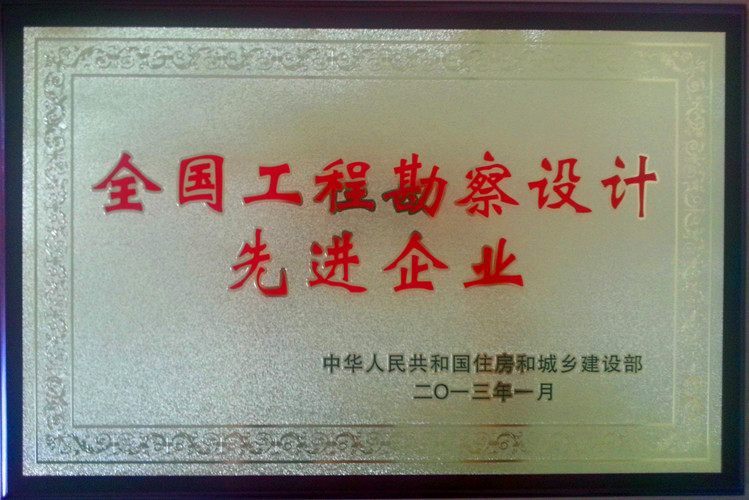 全国工程勘察设计
先进企业
中华人民共和国住房和城乡建设部
二〇一三年一月